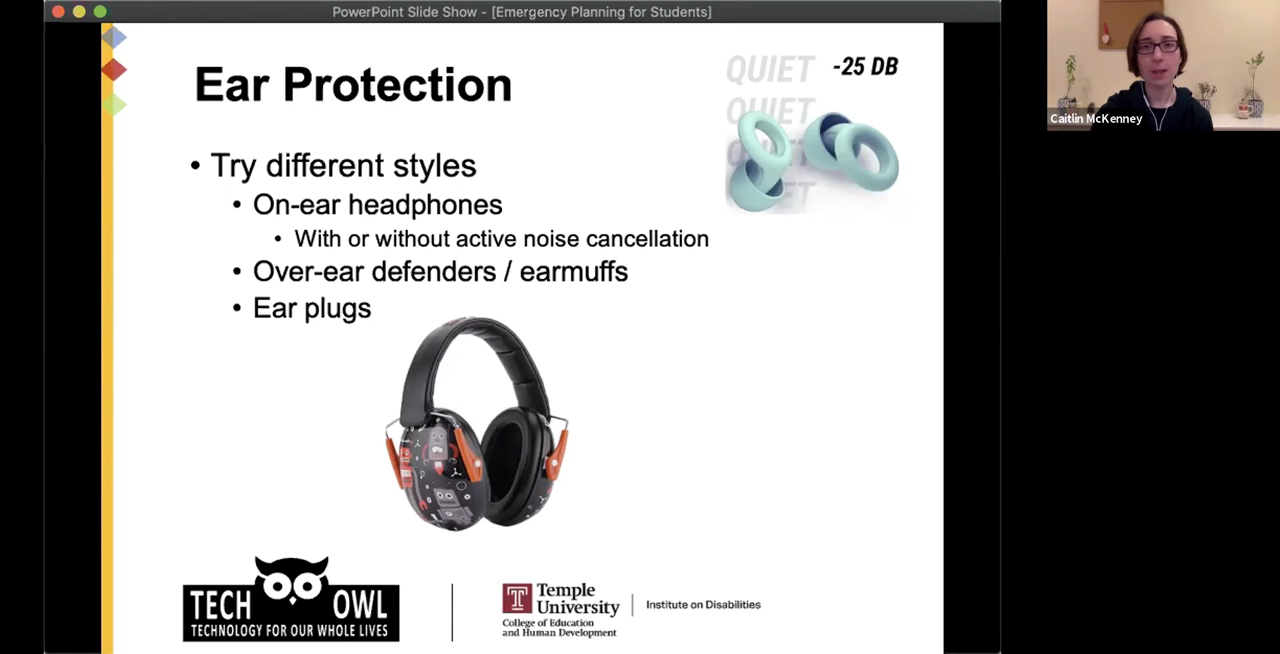 PowerPoint Slide Show - [Emergency Planning for Students]
Ear Protection
QUIET -25 DB
QUIET
QUIET
QUIET
• Try different styles
• On-ear headphones
• With or without active noise cancellation
• Over-ear defenders / earmuffs
• Ear plugs
TECH OWL
TECHNOLOGY FOR OUR WHOLE LIVES
Temple
University
College of Education
and Human Development
Institute on Disabilities
Caitlin McKenney